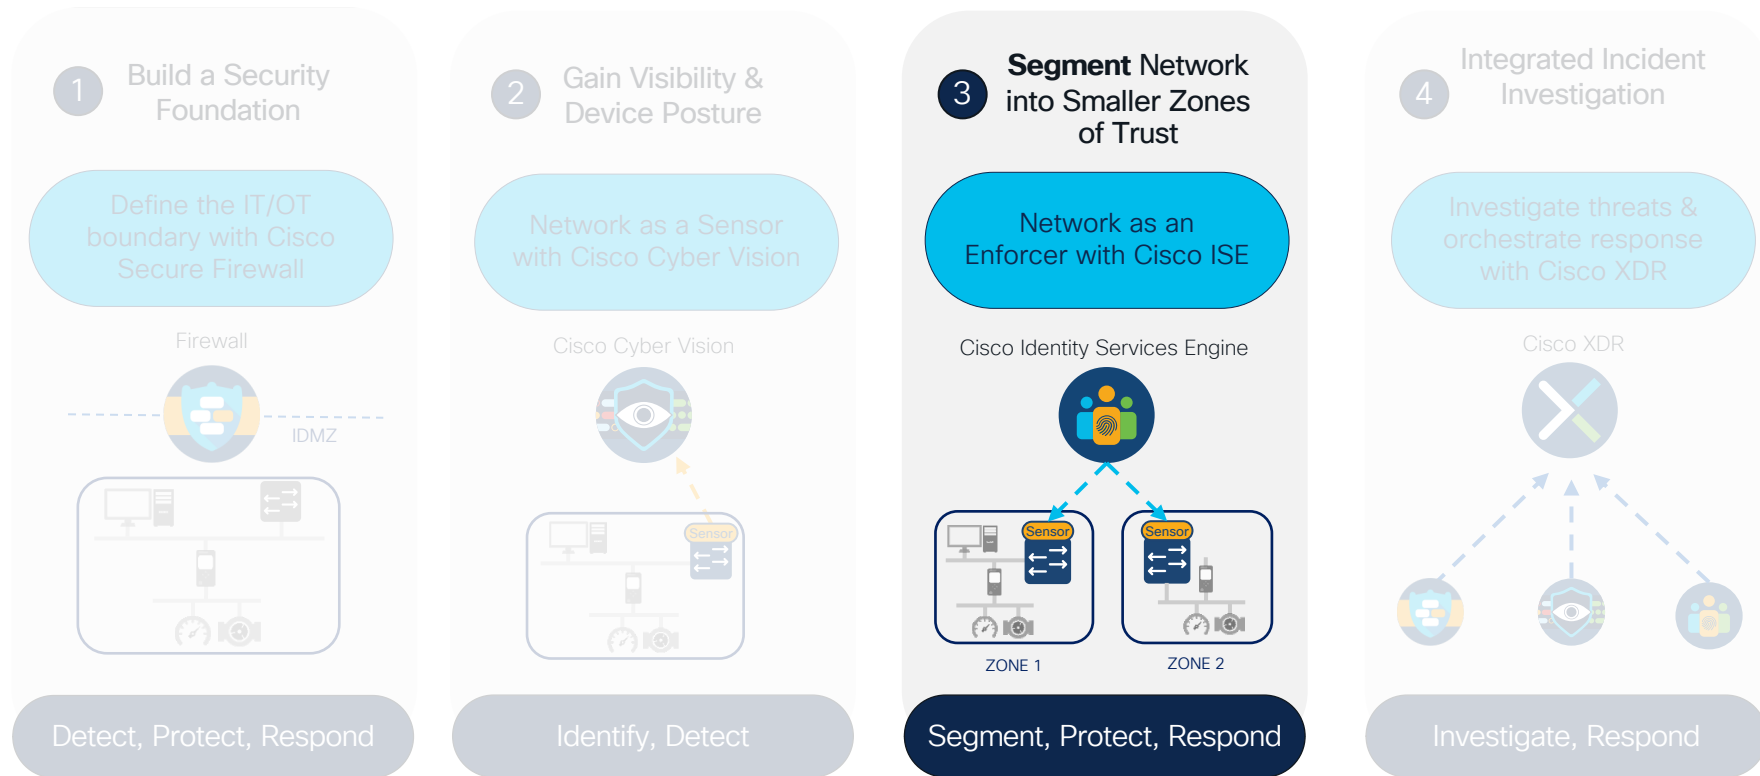 1
Build a Security
Foundation
Define the IT/OT
boundary with Cisco
Secure Firewall
Firewall
IDMZ
Detect, Protect, Respond
2
Gain Visibility &
Device Posture
Network as a Sensor
with Cisco Cyber Vision
Cisco Cyber Vision
Sensor
Identify, Detect
3
Segment Network
into Smaller Zones
of Trust
Network as an
Enforcer with Cisco ISE
Cisco Identity Services Engine
Sensor
Sensor
ZONE 1
ZONE 2
Segment, Protect, Respond
4
Integrated Incident
Investigation
Investigate threats &
orchestrate response
with Cisco XDR
Cisco XDR
Investigate, Respond